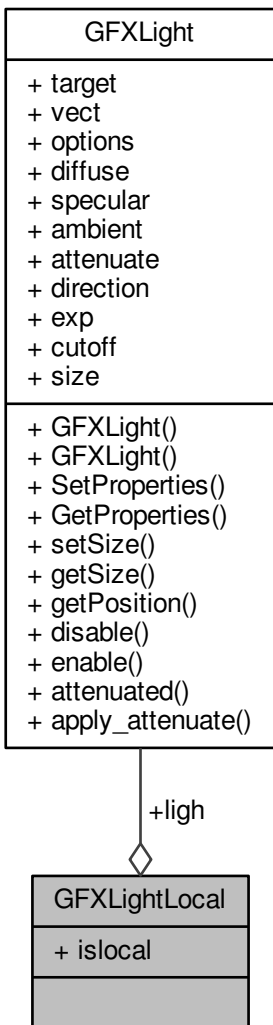 GFXLight
+ target
+ vect
+ options
+ diffuse
+ specular
+ ambient
+ attenuate
+ direction
+ exp
+ cutoff
+ size
+ GFXLight()
+ GFXLight()
+ SetProperties()
+ GetProperties()
+ setSize()
+ getSize()
+ getPosition()
+ disable()
+ enable()
+ attenuated()
+ apply_attenuate()
+ligh
GFXLightLocal
+ islocal